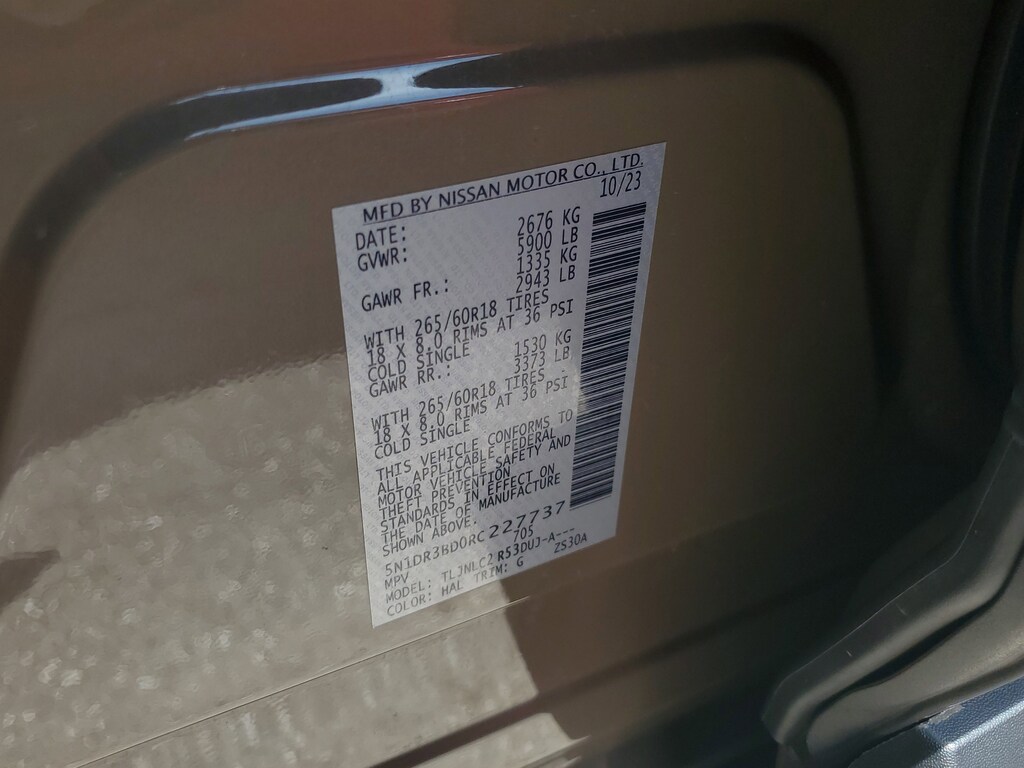 MFD BY NISSAN MOTOR CO., LTD.
DATE: 10/23
GVWR: 2676 KG
5900 LB
GAWR FR.: 1335 KG
2943 LB
WITH 265/60R18 TIRES
18 X 8.0 RIMS AT 36 PSI
COLD SINGLE
GAWR RR.: 1530 KG
3373 LB
WITH 265/60R18 TIRES
18 X 8.0 RIMS AT 36 PSI
COLD SINGLE
THIS VEHICLE CONFORMS TO
ALL APPLICABLE FEDERAL
MOTOR VEHICLE SAFETY AND
THEFT PREVENTION
STANDARDS IN EFFECT ON
THE DATE OF MANUFACTURE
SHOWN ABOVE.
5N1DR3BD0RC227737
MPV 705
MODEL: TLJNLC2 R53DUJ-A---
COLOR: HAL TRIM: G ZS30A